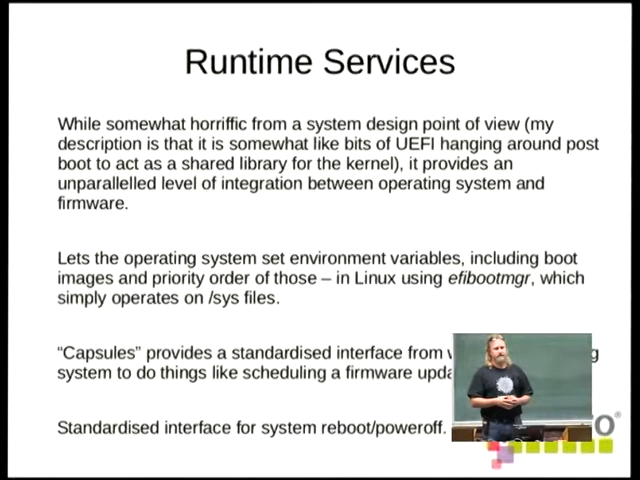 Runtime Services
While somewhat horriffic from a system design point of view (my
description is that it is somewhat like bits of UEFI hanging around post
boot to act as a shared library for the kernel), it provides an
unparallelled level of integration between operating system and
firmware.
Lets the operating system set environment variables, including boot
images and priority order of those – in Linux using efibootmgr, which
simply operates on /sys files.
“Capsules” provides a standardised interface from
system to do things like scheduling a firmware
Standardised interface for system reboot/poweroff.